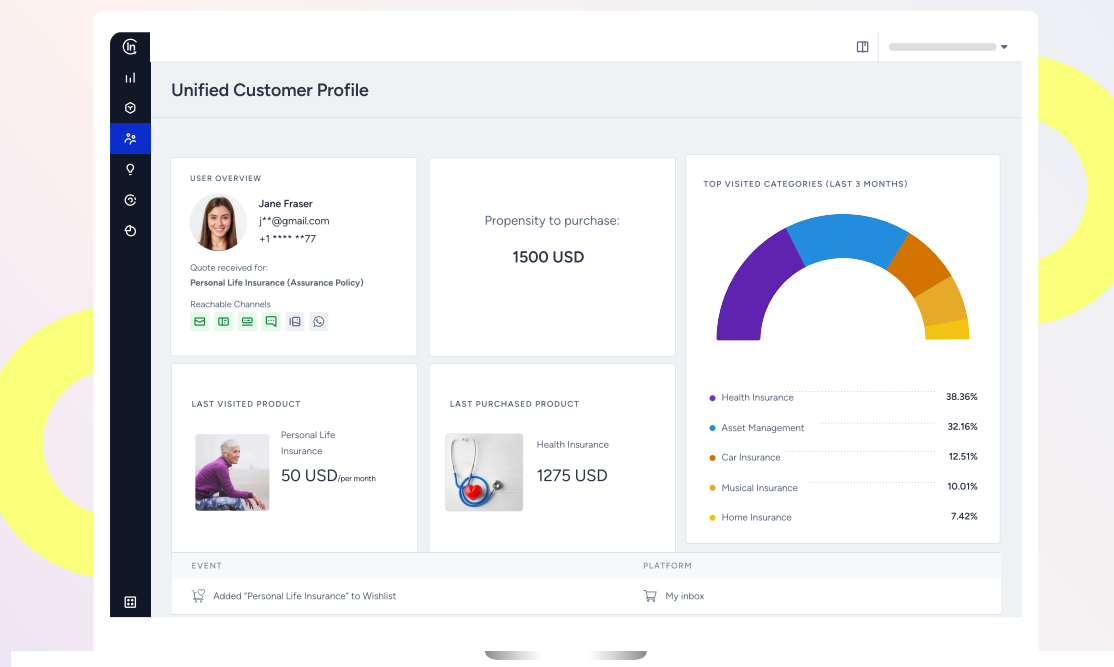 in
Unified Customer Profile
USER OVERVIEW
Jane Fraser
j**@gmail.com
+1 **** **77
Quote received for:
Personal Life Insurance (Assurance Policy)
Reachable Channels
Propensity to purchase:
1500 USD
TOP VISITED CATEGORIES (LAST 3 MONTHS)
Health Insurance 38.36%
Asset Management 32.16%
Car Insurance 12.51%
Musical Insurance 10.01%
Home Insurance 7.42%
LAST VISITED PRODUCT
Personal Life
Insurance
50 USD/per month
LAST PURCHASED PRODUCT
Health Insurance
1275 USD
EVENT PLATFORM
Added “Personal Life Insurance” to Wishlist My inbox